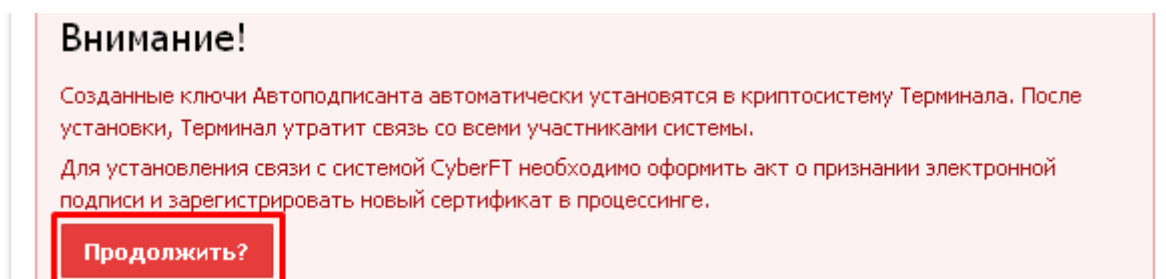 Внимание!
Созданные ключи Автоподписанта автоматически установятся в криптосистему Терминала. После
установки, Терминал утратит связь со всеми участниками системы.
Для установления связи с системой CyberFT необходимо оформить акт о признании электронной
подписи и зарегистрировать новый сертификат в процессинге.
Продолжить?